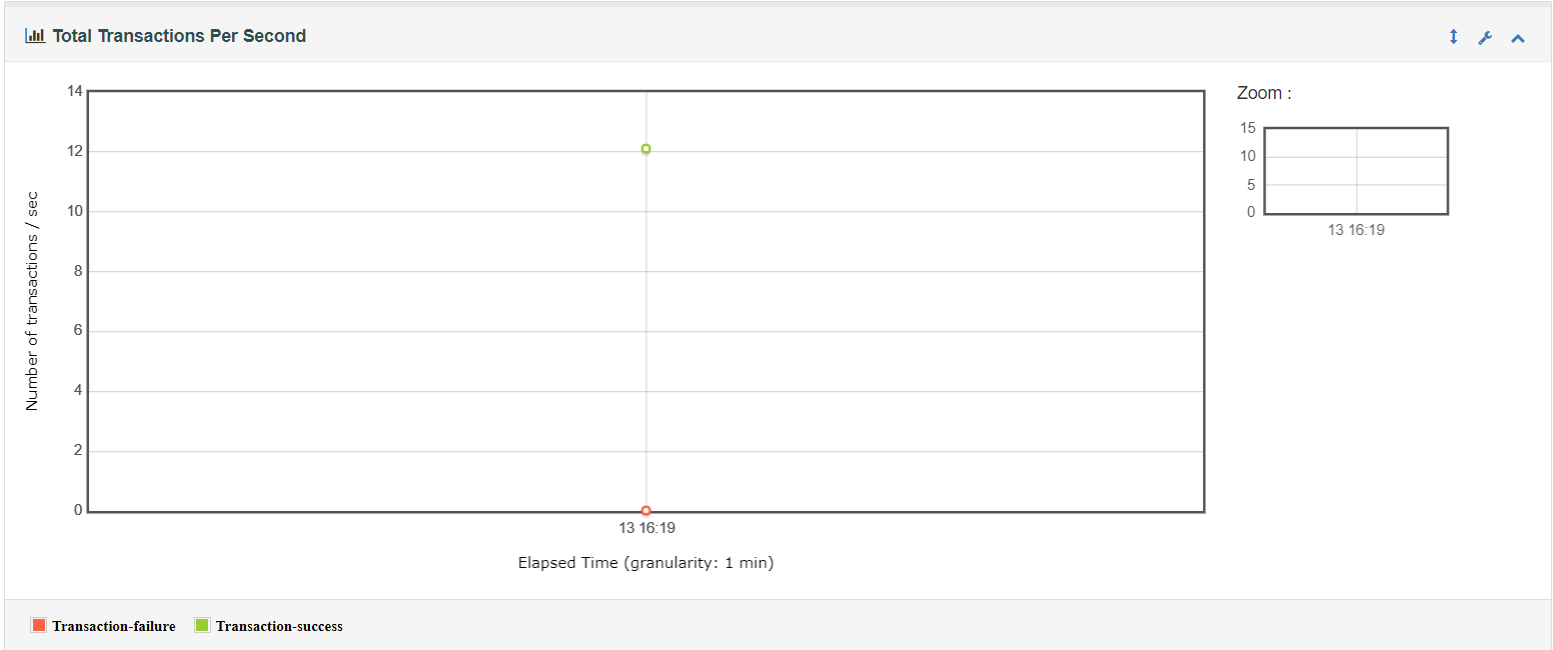 Total Transactions Per Second
14
12
10
8
6
4
2
0
Number of transactions / sec
13 16:19
Elapsed Time (granularity: 1 min)
Zoom :
15
10
5
0
13 16:19
Transaction-failure Transaction-success